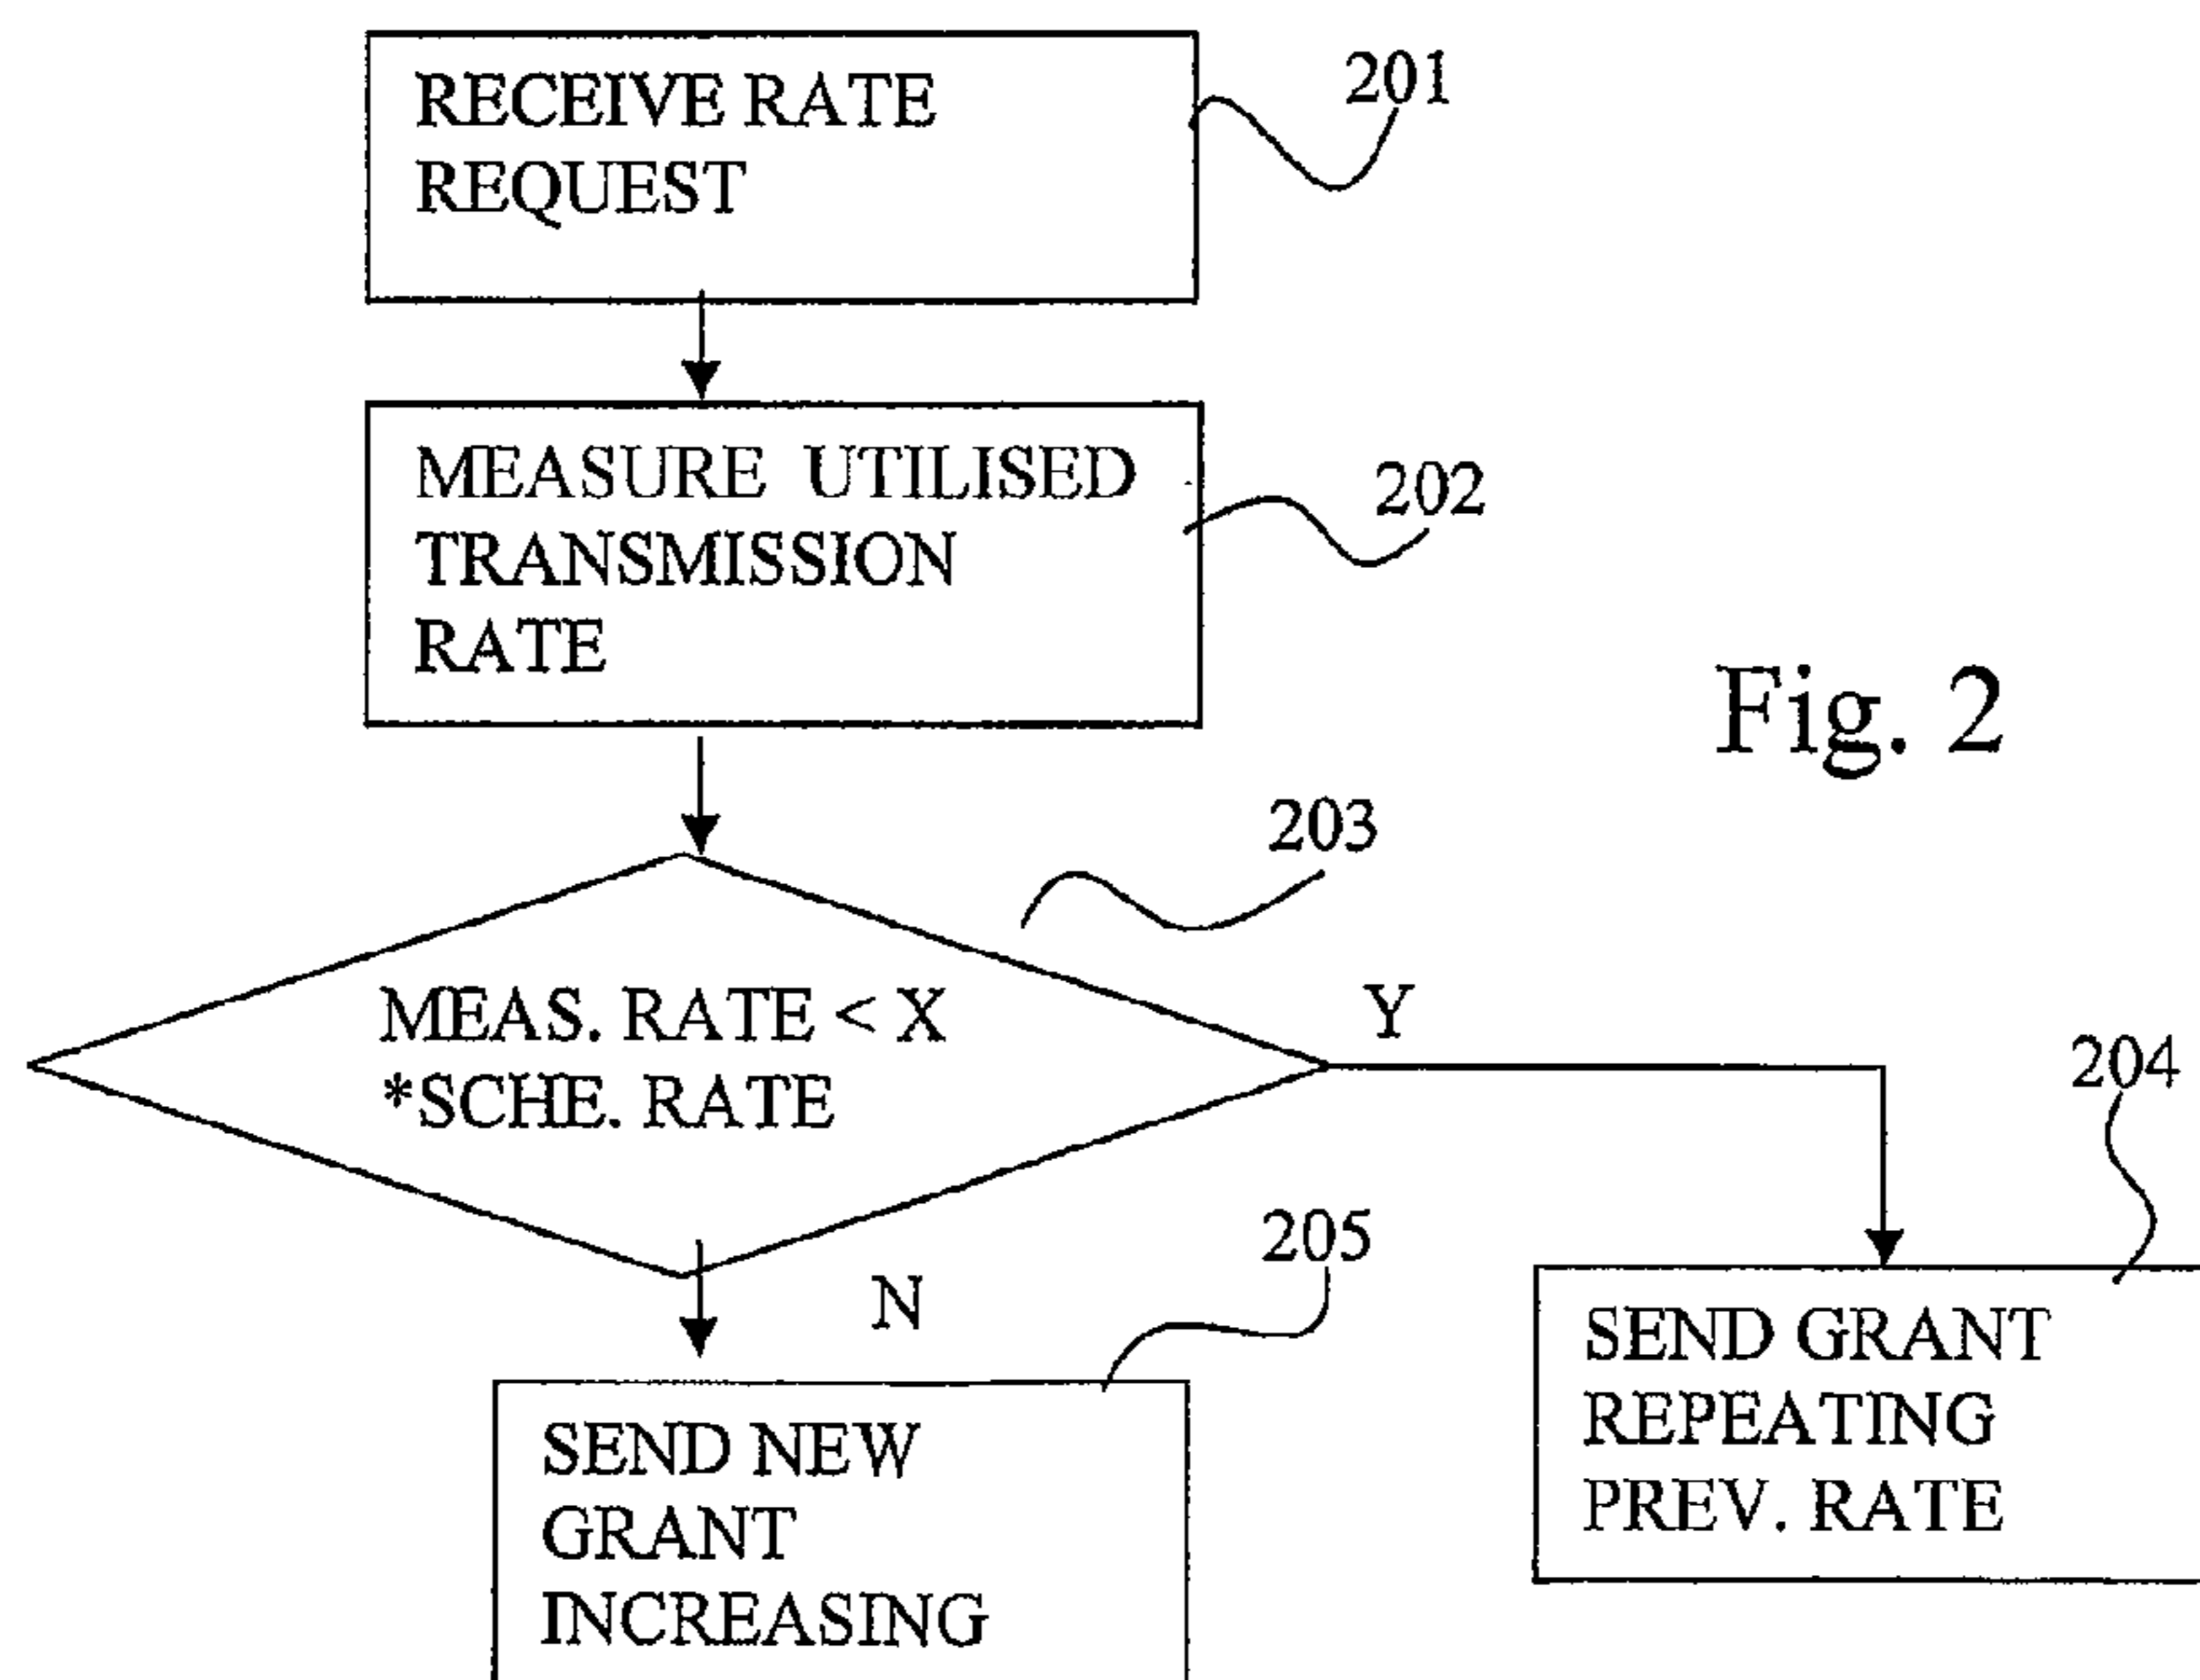 RECEIVE RATE
REQUEST
201
MEASURE UTILISED
TRANSMISSION
RATE
202
Fig. 2
203
MEAS. RATE < X
*SCHE. RATE
Y
204
N
205
SEND GRANT
REPEATING
PREV. RATE
SEND NEW
GRANT
INCREASING